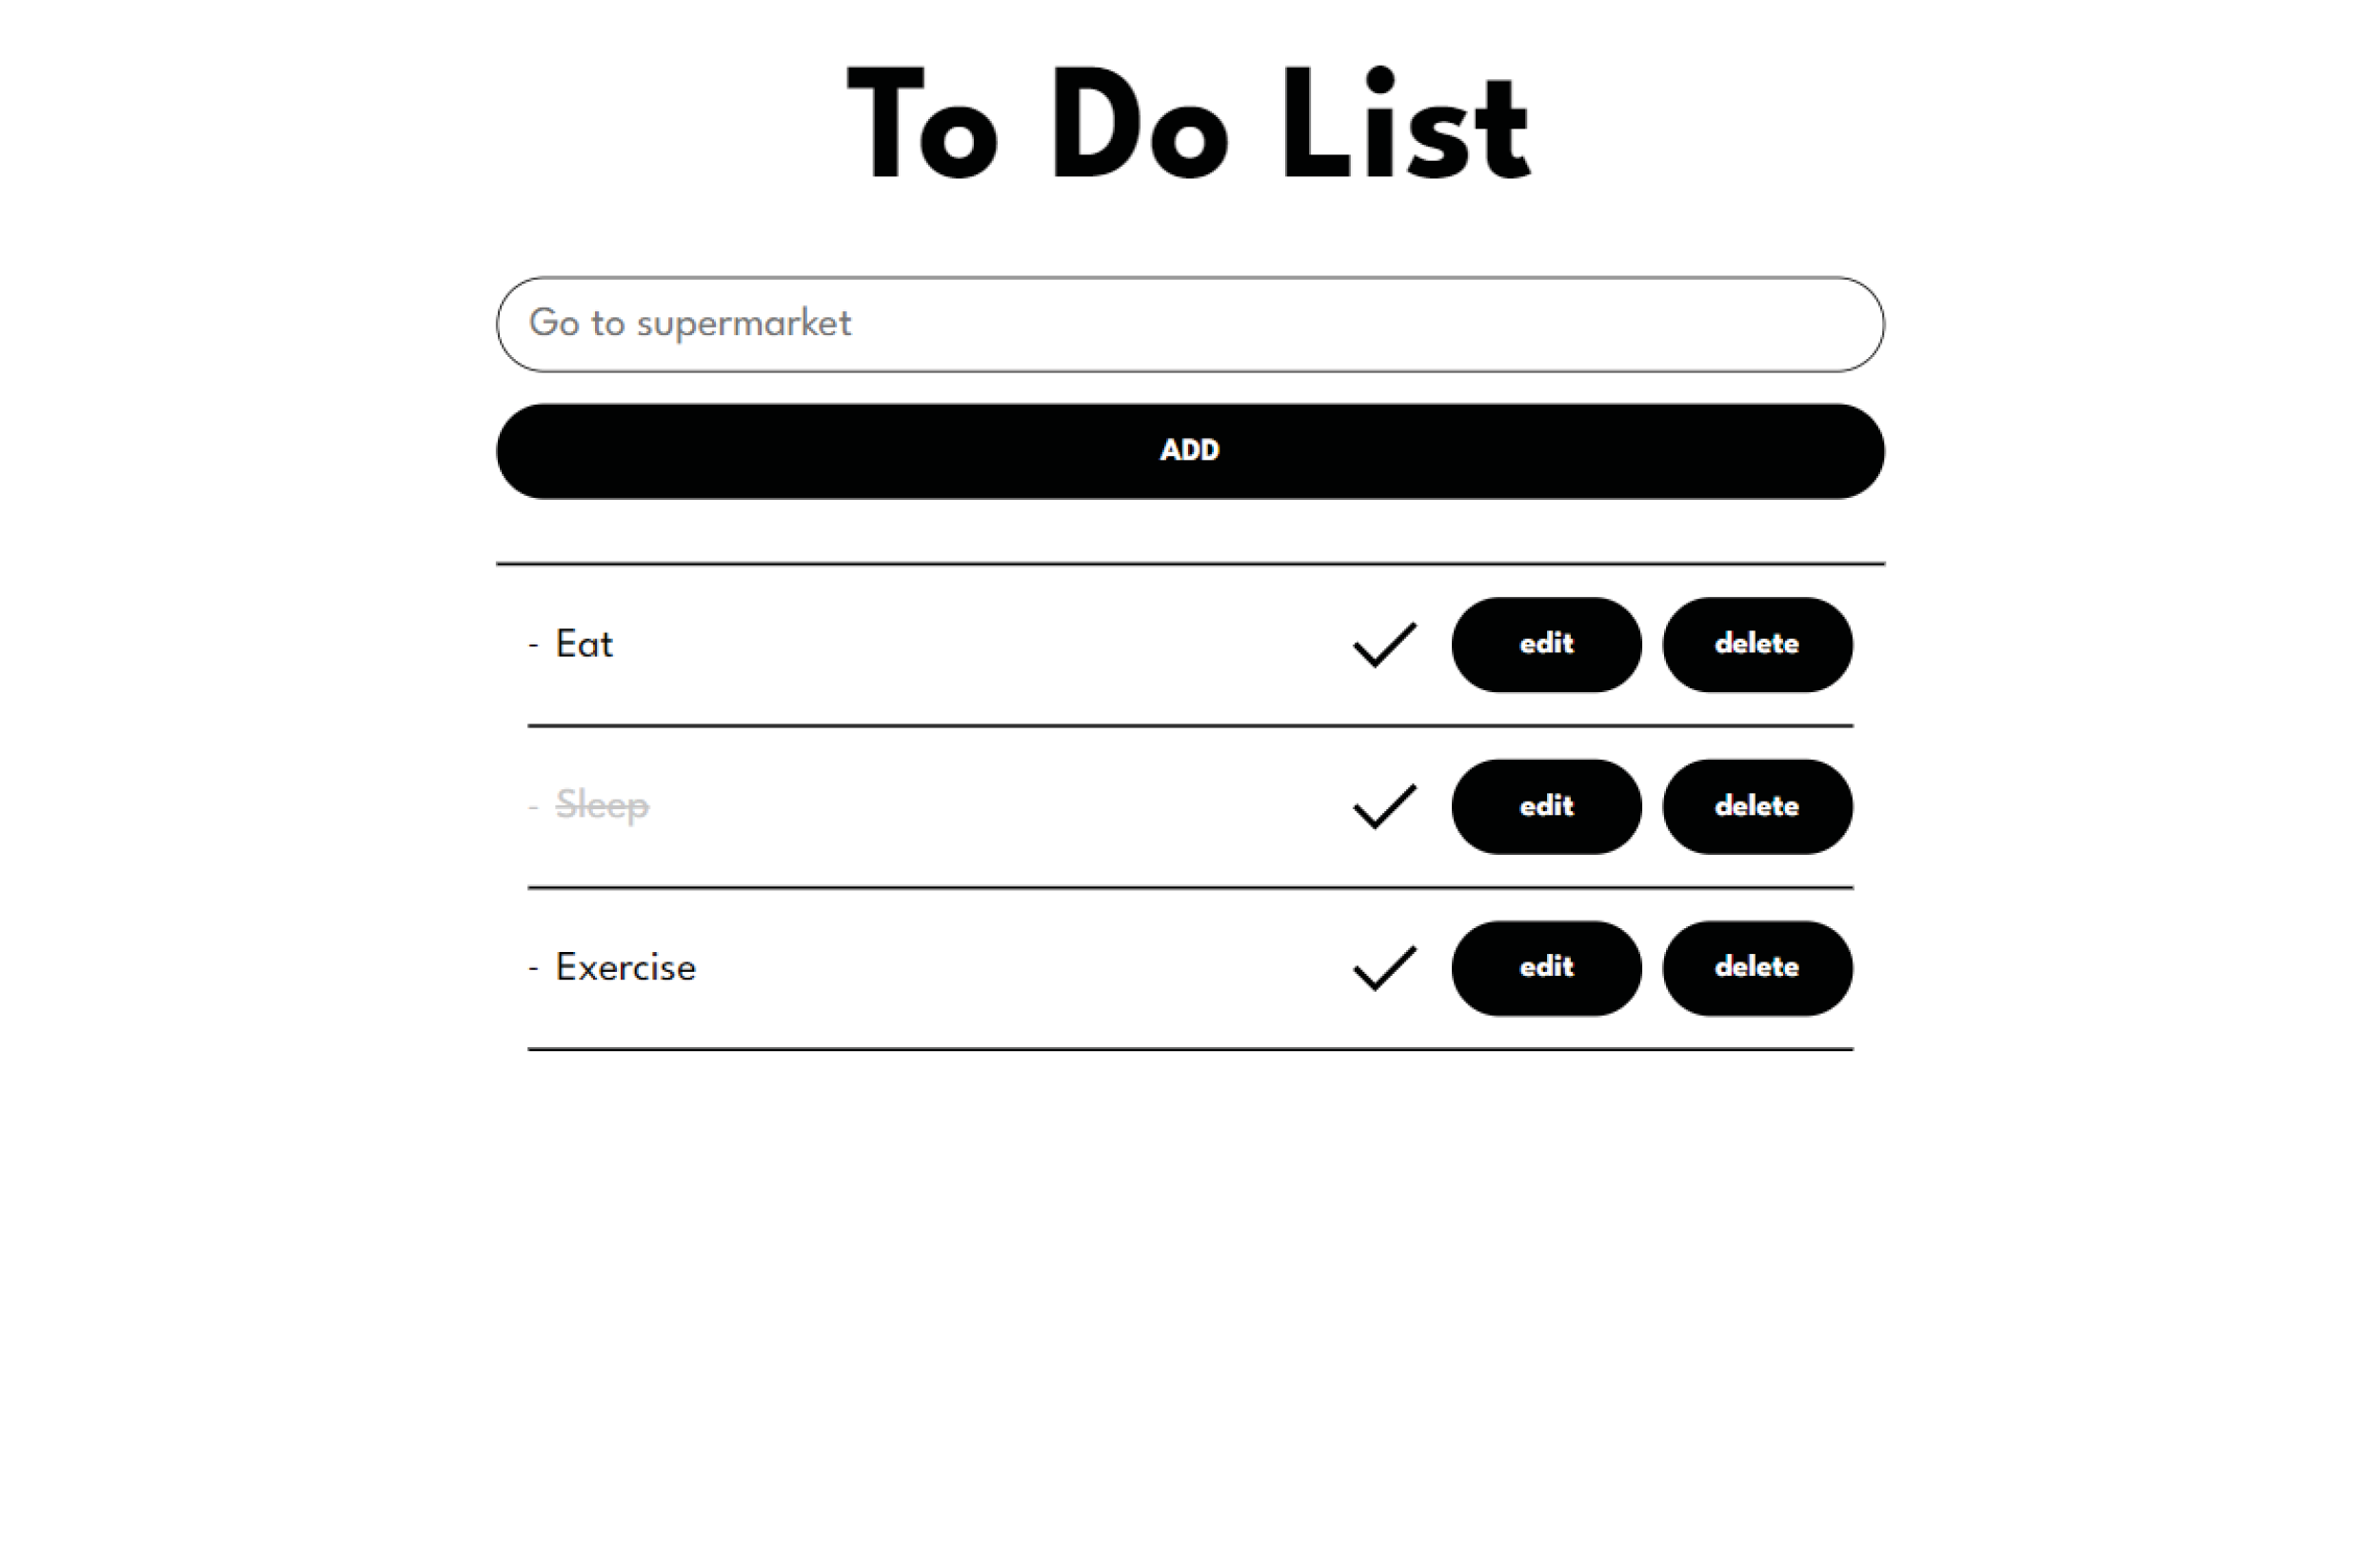 To Do List
Go to supermarket
ADD
- Eat edit delete
- Sleep edit delete
- Exercise edit delete